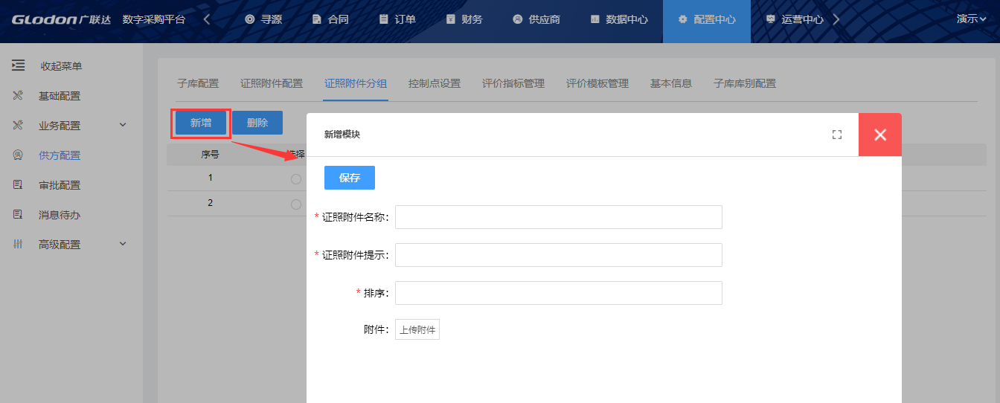 GLodon广联达 数字采购平台 寻源 合同 订单 财务 供应商 数据中心 配置中心 运营中心 演示
收起菜单
基础配置
业务配置
供方配置
审批配置
消息待办
高级配置
子库配置 证照附件配置 证照附件分组 控制点设置 评价指标管理 评价模板管理 基本信息 子库库别配置
新增 删除
序号 选择
1
2
新增模块
保存
* 证照附件名称:
* 证照附件提示:
* 排序:
附件: 上传附件